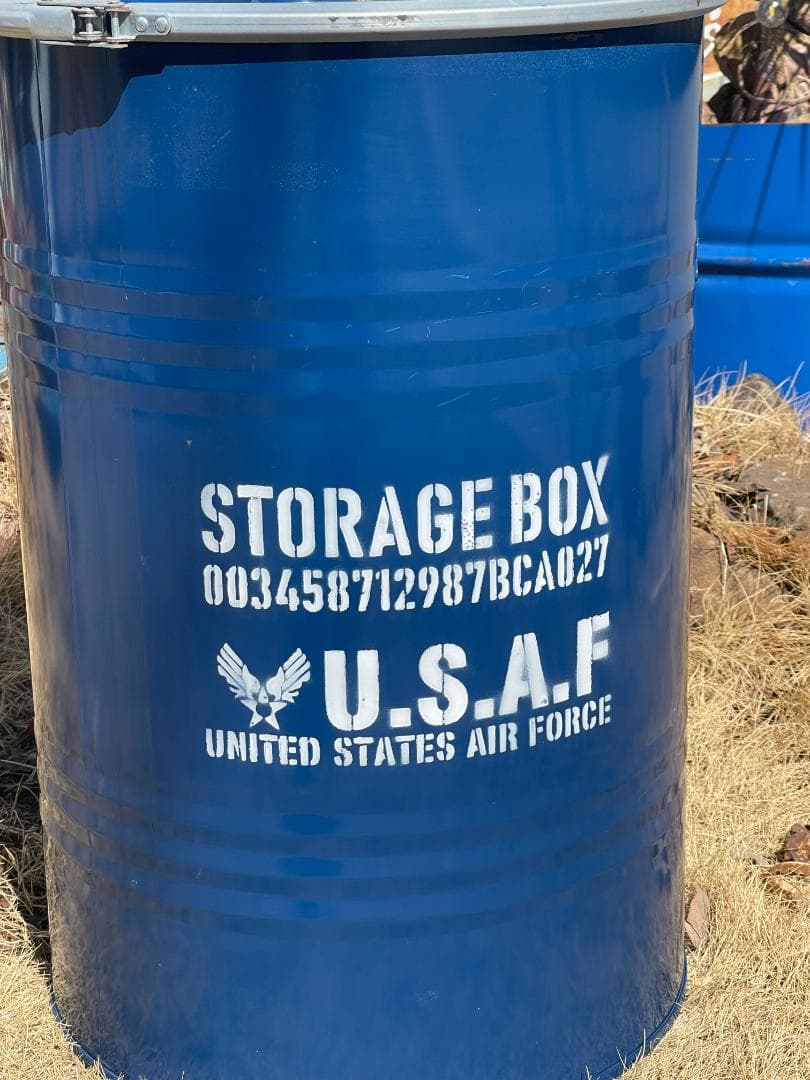 STORAGE BOX
003458712987BCA027
U.S.A.F
UNITED STATES AIR FORCE